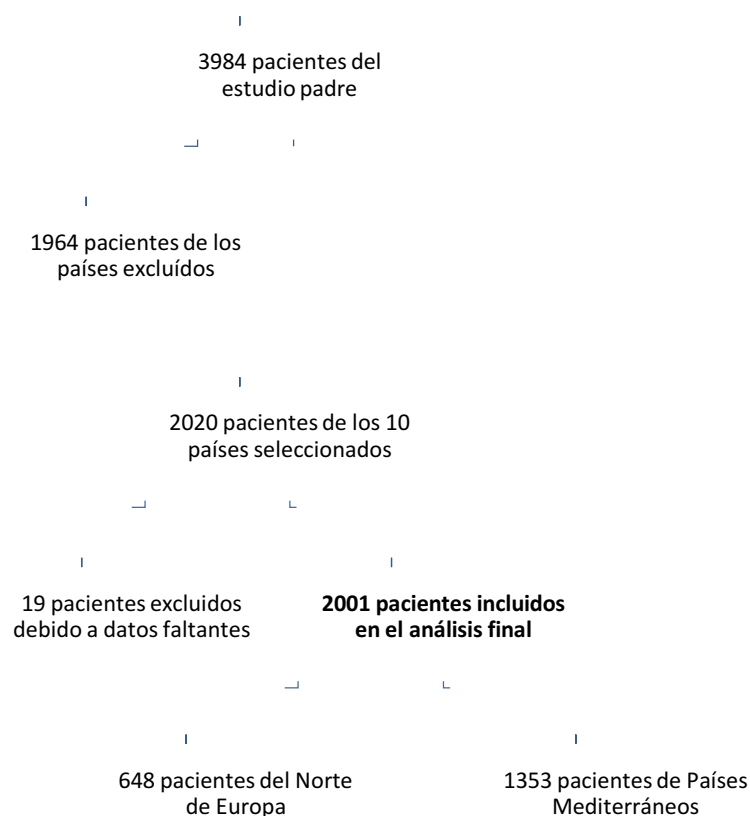 3984 pacientes del
estudio padre
1964 pacientes de los
países excluídos
2020 pacientes de los 10
países seleccionados
19 pacientes excluidos
debido a datos faltantes
2001 pacientes incluidos
en el análisis final
648 pacientes del Norte
de Europa
1353 pacientes de Países
Mediterráneos